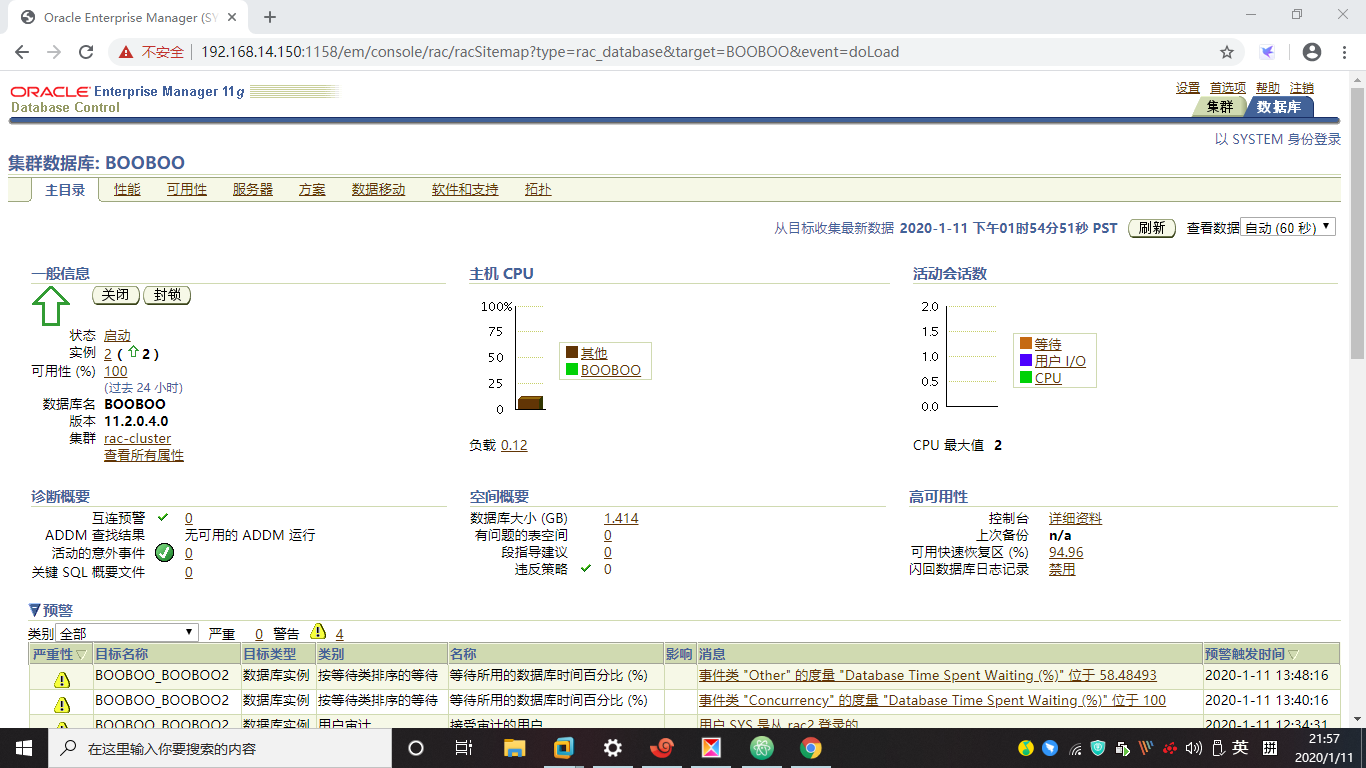 Oracle Enterprise Manager (SY
不安全 192.168.14.150:1158/em/console/rac/racSitemap?type=rac_database&target=BOOBOO&event=doLoad
ORACLE Enterprise Manager 11g
Database Control
设置 首选项 帮助 注销
集群 数据库
以 SYSTEM 身份登录
集群数据库: BOOBOO
主目录 性能 可用性 服务器 方案 数据移动 软件和支持 拓扑
从目标收集最新数据 2020-1-11 下午01时54分51秒 PST 刷新 查看数据 自动 (60 秒)
一般信息
关闭 封锁
状态 启动
实例 2 ( 2 )
可用性 (%) 100
(过去 24 小时)
数据库名 BOOBOO
版本 11.2.0.4.0
集群 rac-cluster
查看所有属性
主机 CPU
100%
75
50
25
0
其他
BOOBOO
负载 0.12
活动会话数
2.0
1.5
1.0
0.5
0.0
等待
用户 I/O
CPU
CPU 最大值 2
诊断概要
互连预警 0
ADDM 查找结果 无可用的 ADDM 运行
活动的意外事件 0
关键 SQL 概要文件 0
空间概要
数据库大小 (GB) 1.414
有问题的表空间 0
段指导建议 0
违反策略 0
高可用性
控制台 详细资料
上次备份 n/a
可用快速恢复区 (%) 94.96
闪回数据库日志记录 禁用
预警
类别 全部 严重 0 警告 4
严重性 目标名称 目标类型 类别 名称 影响 消息 预警触发时间
BOOBOO_BOOBOO2 数据库实例 按等待类排序的等待 等待所用的数据库时间百分比 (%) 事件类 "Other" 的度量 "Database Time Spent Waiting (%)" 位于 58.48493 2020-1-11 13:48:16
BOOBOO_BOOBOO2 数据库实例 按等待类排序的等待 等待所用的数据库时间百分比 (%) 事件类 "Concurrency" 的度量 "Database Time Spent Waiting (%)" 位于 100 2020-1-11 13:40:16
BOOBOO_BOOBOO2 数据库实例 用户审计 接受审计的用户 用户 SYS 是从 rac2 登录的 2020-1-11 12:34:31
在这里输入你要搜索的内容
英
21:57
2020/1/11